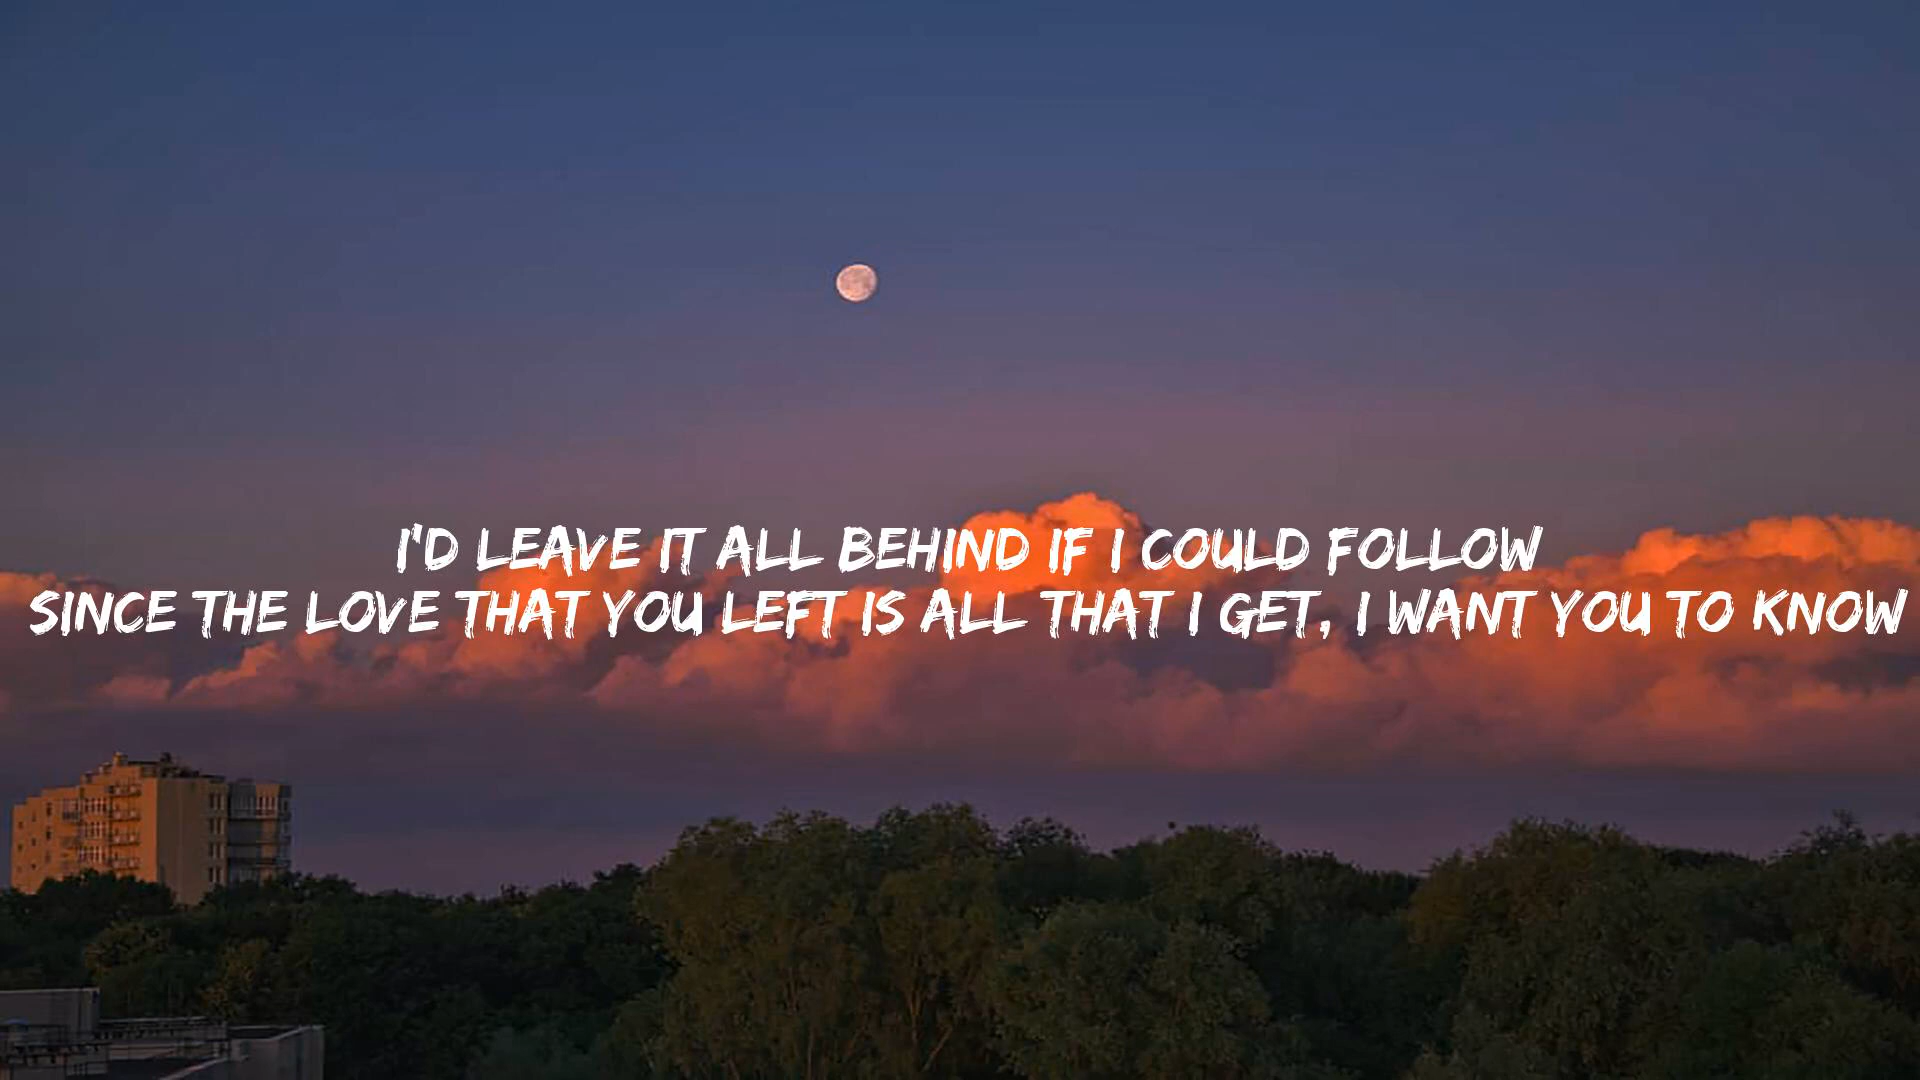 I'D LEAVE IT ALL BEHIND IF I COULD FOLLOW
SINCE THE LOVE THAT YOU LEFT IS ALL THAT I GET, I WANT YOU TO KNOW